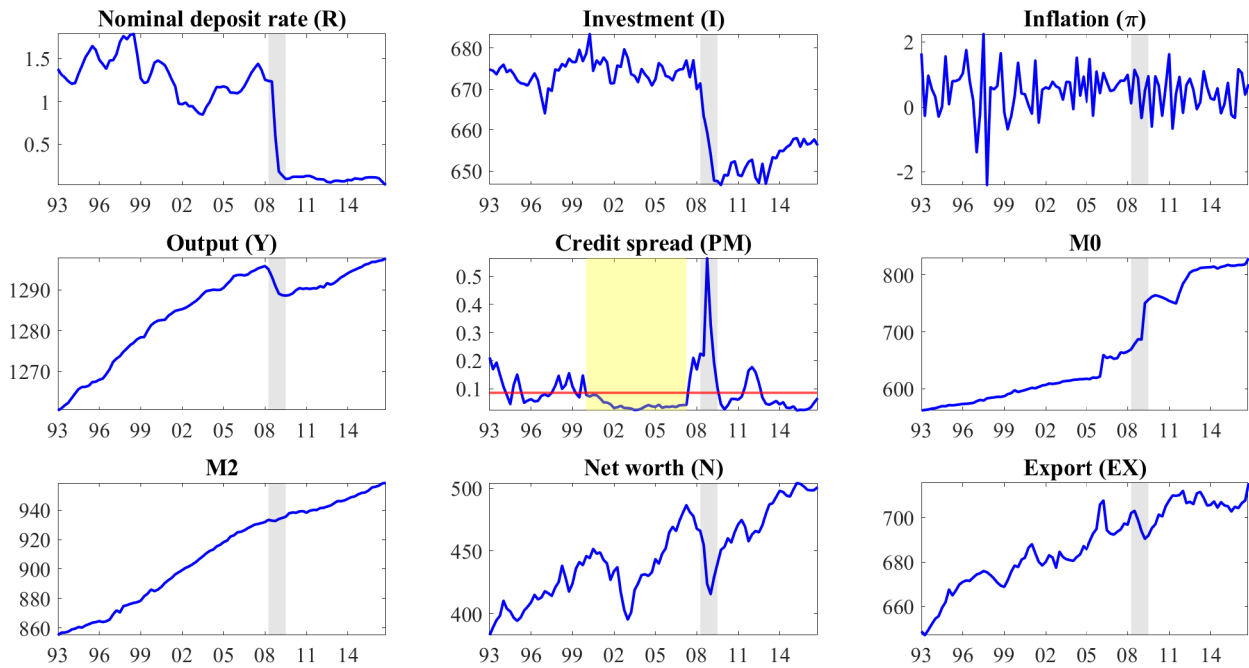 Nominal deposit rate (R)
1.5
1
0.5
93 96 99 02 05 08 11 14
Investment (I)
680
670
660
650
93 96 99 02 05 08 11 14
Inflation (π)
2
0
-2
93 96 99 02 05 08 11 14
Output (Y)
1290
1280
1270
93 96 99 02 05 08 11 14
Credit spread (PM)
0.5
0.4
0.3
0.2
0.1
93 96 99 02 05 08 11 14
M0
800
700
600
93 96 99 02 05 08 11 14
M2
940
920
900
880
860
93 96 99 02 05 08 11 14
Net worth (N)
500
450
400
93 96 99 02 05 08 11 14
Export (EX)
700
680
660
93 96 99 02 05 08 11 14